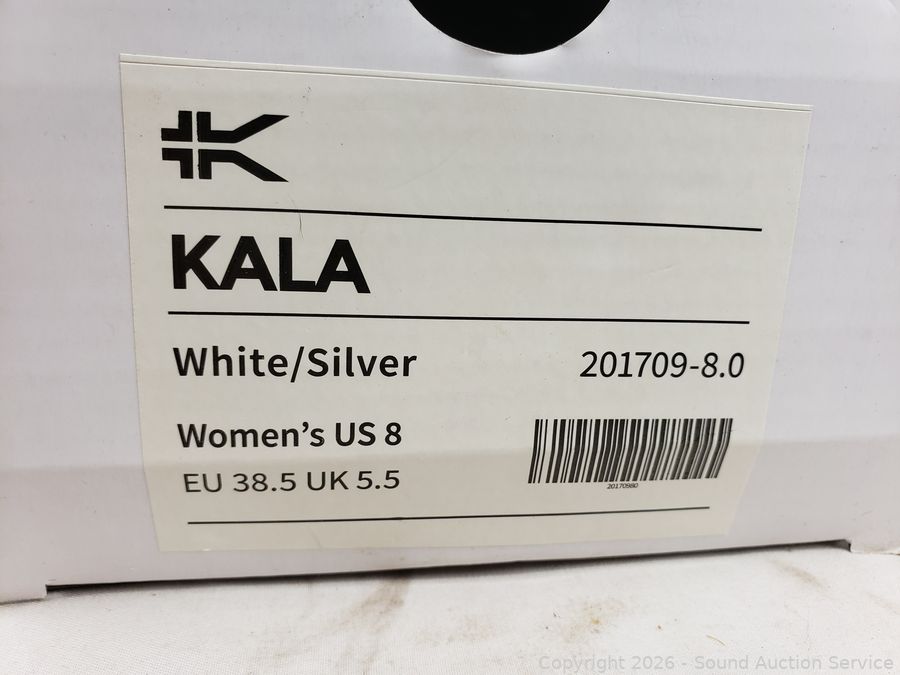 KALA
White/Silver 201709-8.0
Women's US 8
EU 38.5 UK 5.5
20170980
Copyright 2026 - Sound Auction Service